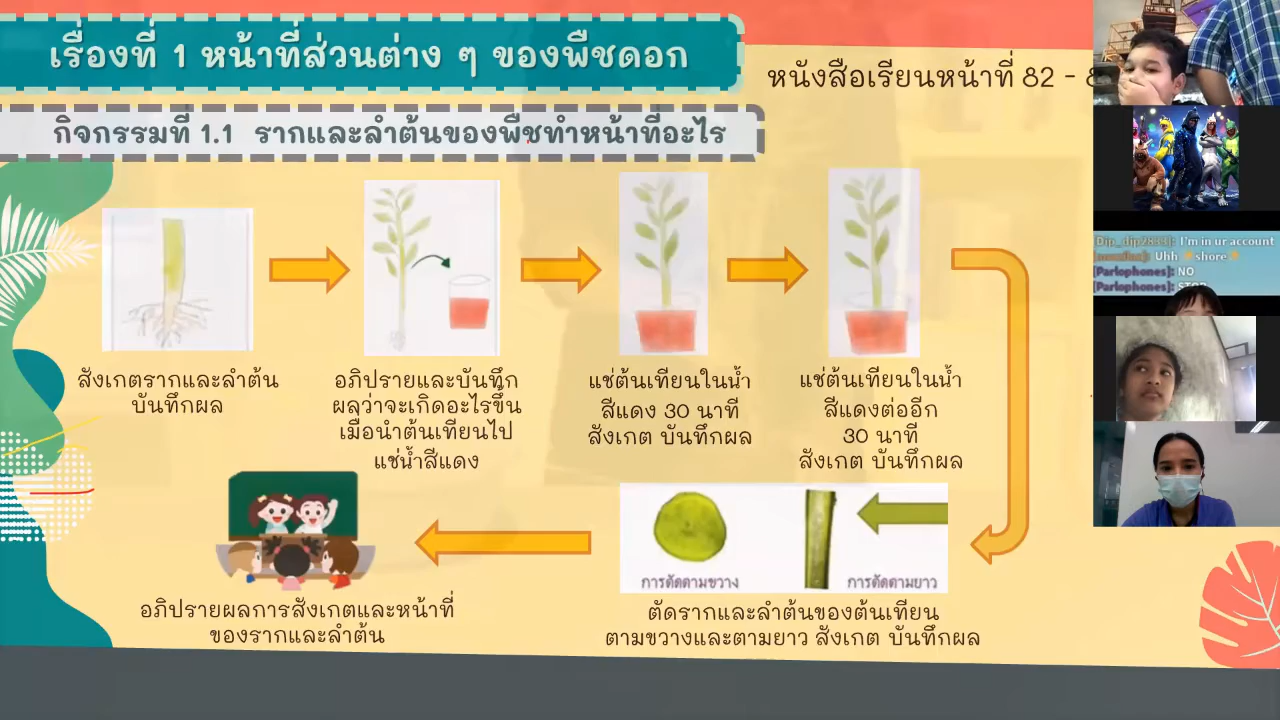 เรื่องที่ 1 หน้าที่ส่วนต่าง ๆ ของพืชดอก
หนังสือเรียนหน้าที่ 82 -
กิจกรรมที่ 1.1 รากและลำต้นของพืชทำหน้าที่อะไร
สังเกตรากและลำต้น
บันทึกผล
อภิปรายและบันทึก
ผลว่าจะเกิดอะไรขึ้น
เมื่อนำต้นเทียนไป
แช่น้ำสีแดง
แช่ต้นเทียนในน้ำ
สีแดง 30 นาที
สังเกต บันทึกผล
แช่ต้นเทียนในน้ำ
สีแดงต่ออีก
30 นาที
สังเกต บันทึกผล
การตัดตามขวาง
การตัดตามยาว
ตัดรากและลำต้นของต้นเทียน
ตามขวางและตามยาว สังเกต บันทึกผล
อภิปรายผลการสังเกตและหน้าที่
ของรากและลำต้น
I'm in ur account
Uhh shore
[Parlophones]: NO
[Parlophones]: